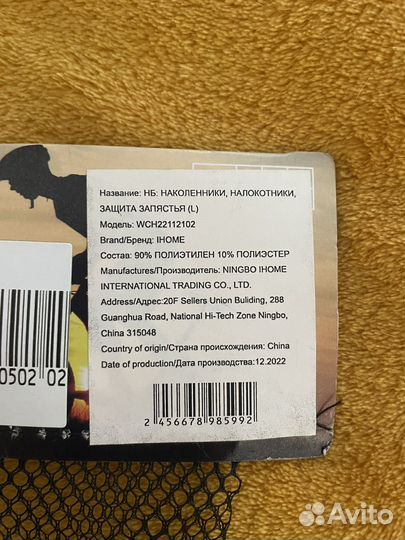 Название: НБ: НАКОЛЕННИКИ, НАЛОКОТНИКИ,
ЗАЩИТА ЗАПЯСТЬЯ (L)
Модель: WCH22112102
Brand/Бренд: IHOME
Состав: 90% ПОЛИЭТИЛЕН 10% ПОЛИЭСТЕР
Manufactures/Производитель: NINGBO IHOME
INTERNATIONAL TRADING CO., LTD.
Address/Адрес:20F Sellers Union Buliding, 288
Guanghua Road, National Hi-Tech Zone Ningbo,
China 315048
Country of origin/Страна происхождения: China
Date of production/Дата производства:12.2022
2 456678 985992
0502 02
Avito